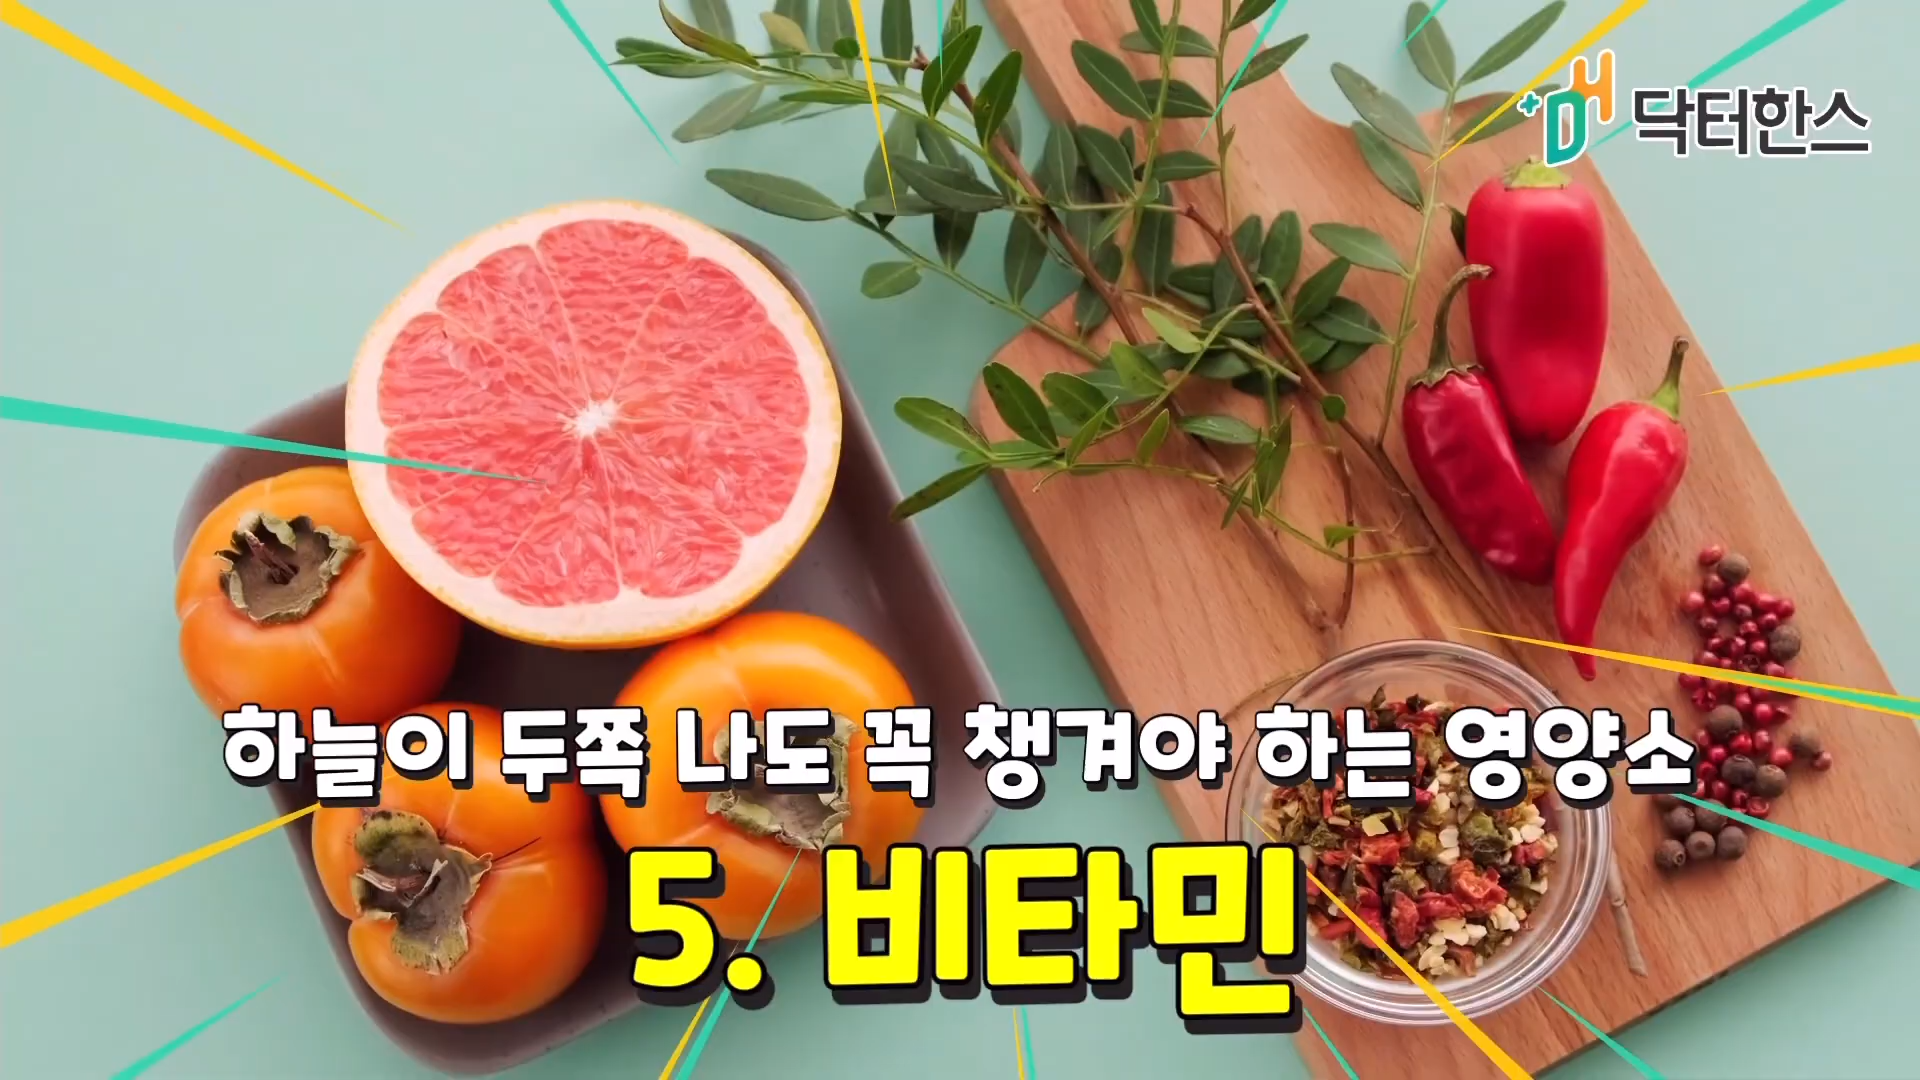 DH 닥터한스
하늘이 두쪽 나도 꼭 챙겨야 하는 영양소
5. 비타민